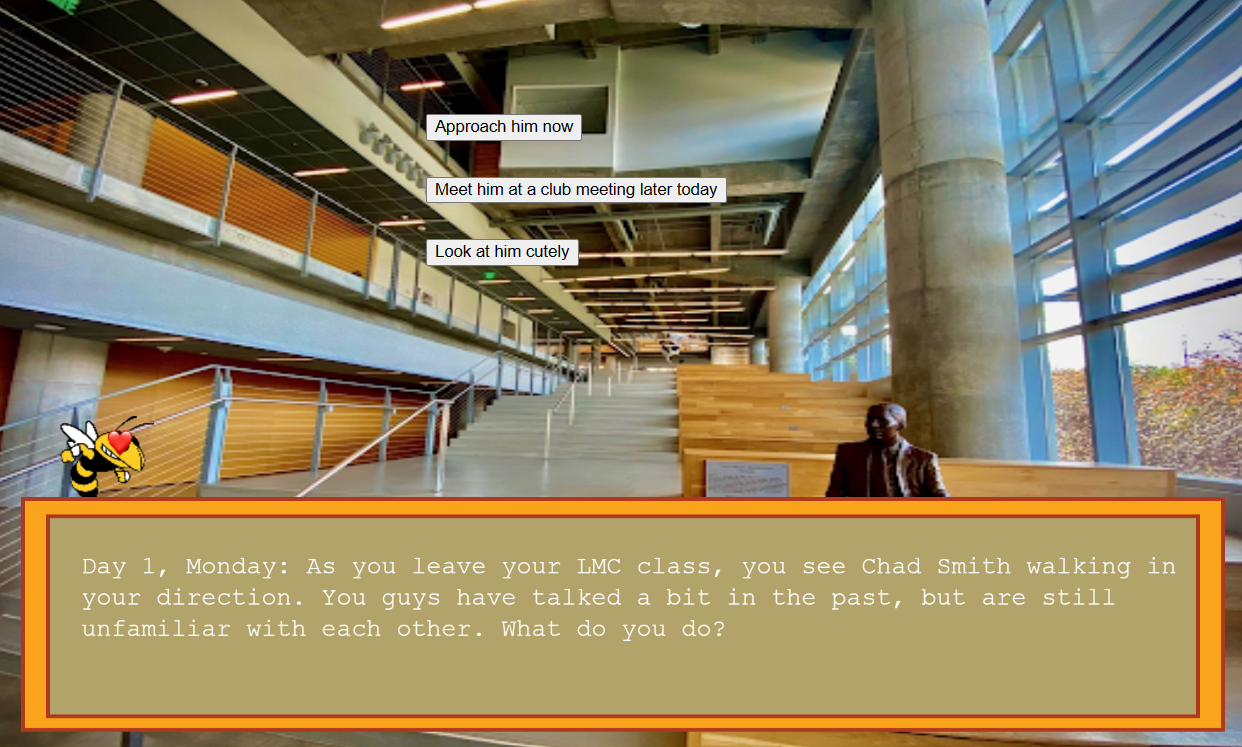 Approach him now
Meet him at a club meeting later today
Look at him cutely
Day 1, Monday: As you leave your LMC class, you see Chad Smith walking in
your direction. You guys have talked a bit in the past, but are still
unfamiliar with each other. What do you do?